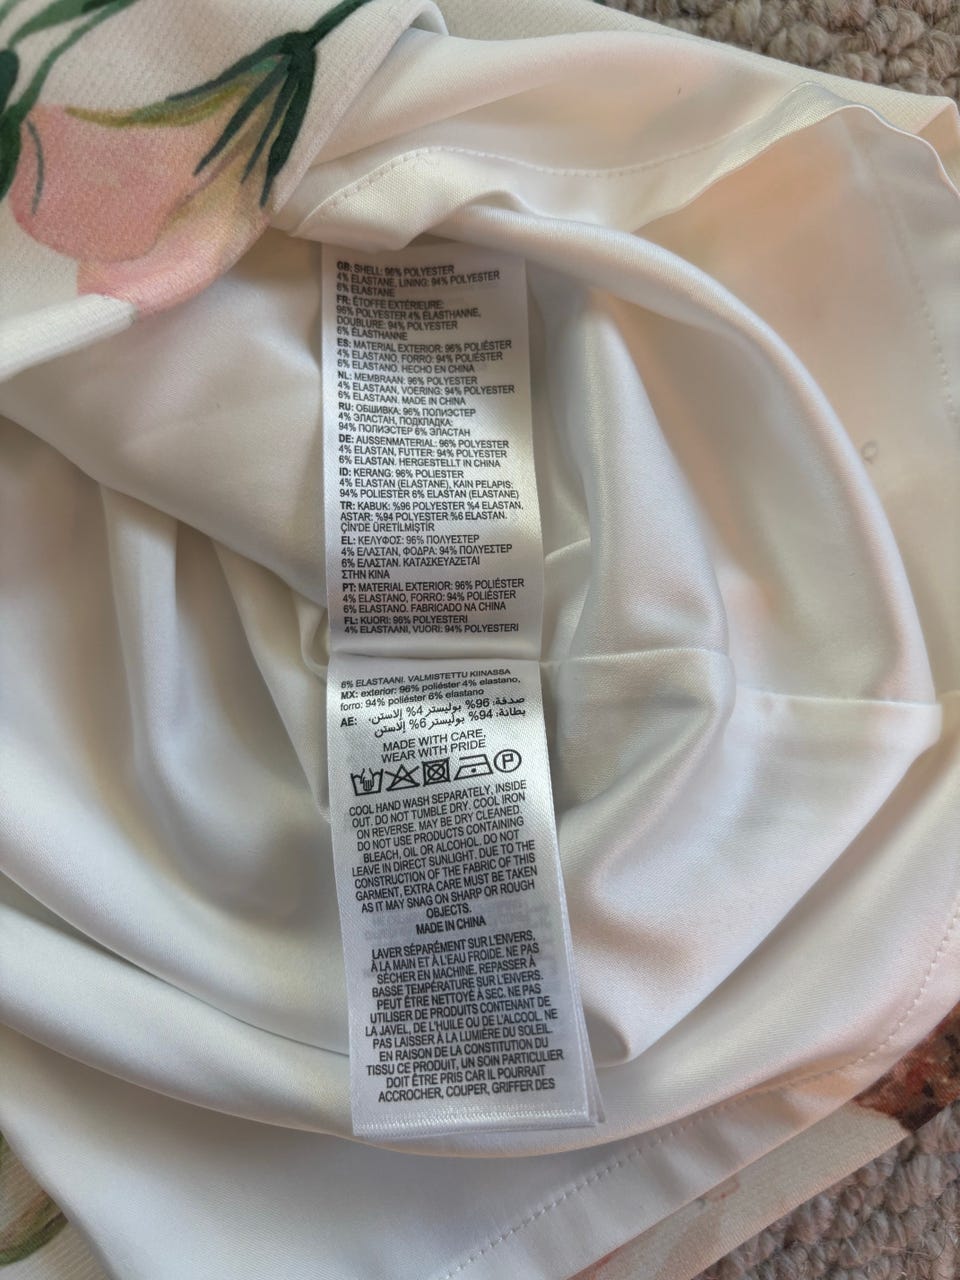 GB: SHELL: 96% POLYESTER
4% ELASTANE, LINING: 94% POLYESTER
6% ELASTANE
FR: ÉTOFFE EXTÉRIEURE:
96% POLYESTER 4% ÉLASTHANNE,
DOUBLURE: 94% POLYESTER
6% ÉLASTHANNE
ES: MATERIAL EXTERIOR: 96% POLIÉSTER
4% ELASTANO. FORRO: 94% POLIÉSTER
6% ELASTANO. HECHO EN CHINA
NL: MEMBRAAN: 96% POLYESTER
4% ELASTAAN, VOERING: 94% POLYESTER
6% ELASTAAN. MADE IN CHINA
RU: ОБШИВКА: 96% ПОЛИЭСТЕР
4% ЭЛАСТАН, ПОДКЛАДКА:
94% ПОЛИЭСТЕР 6% ЭЛАСТАН
DE: AUSSENMATERIAL: 96% POLYESTER
4% ELASTAN, FUTTER: 94% POLYESTER
6% ELASTAN. HERGESTELLT IN CHINA
ID: KERANG: 96% POLIESTER
4% ELASTAN (ELASTANE), KAIN PELAPIS:
94% POLIESTER 6% ELASTAN (ELASTANE)
TR: KABUK: %96 POLYESTER %4 ELASTAN,
ASTAR: %94 POLYESTER %6 ELASTAN.
ÇİN'DE ÜRETİLMİŞTİR
EL: ΚΕΛΥΦΟΣ: 96% ΠΟΛΥΕΣΤΕΡ
4% ΕΛΑΣΤΑΝ, ΦΟΔΡΑ: 94% ΠΟΛΥΕΣΤΕΡ
6% ΕΛΑΣΤΑΝ. ΚΑΤΑΣΚΕΥΑΖΕΤΑΙ
ΣΤΗΝ ΚΙΝΑ
PT: MATERIAL EXTERIOR: 96% POLIÉSTER
4% ELASTANO, FORRO: 94% POLIÉSTER
6% ELASTANO. FABRICADO NA CHINA
FL: KUORI: 96% POLYESTERI
4% ELASTAANI, VUORI: 94% POLYESTERI
6% ELASTAANI. VALMISTETTU KIINASSA
MX: exterior: 96% poliéster 4% elastano,
forro: 94% poliéster 6% elastano
AE: صدفة: 96% بوليستر 4% إلاستن،
بطانة: 94% بوليستر 6% إلاستن
MADE WITH CARE,
WEAR WITH PRIDE
P
COOL HAND WASH SEPARATELY, INSIDE
OUT. DO NOT TUMBLE DRY. COOL IRON
ON REVERSE. MAY BE DRY CLEANED.
DO NOT USE PRODUCTS CONTAINING
BLEACH, OIL OR ALCOHOL. DO NOT
LEAVE IN DIRECT SUNLIGHT. DUE TO THE
CONSTRUCTION OF THE FABRIC OF THIS
GARMENT, EXTRA CARE MUST BE TAKEN
AS IT MAY SNAG ON SHARP OR ROUGH
OBJECTS.
MADE IN CHINA
LAVER SÉPARÉMENT SUR L'ENVERS,
À LA MAIN ET À L'EAU FROIDE. NE PAS
SÉCHER EN MACHINE. REPASSER À
BASSE TEMPÉRATURE SUR L'ENVERS.
PEUT ÊTRE NETTOYÉ À SEC. NE PAS
UTILISER DE PRODUITS CONTENANT DE
LA JAVEL, DE L'HUILE OU DE L'ALCOOL. NE
PAS LAISSER À LA LUMIÈRE DU SOLEIL.
EN RAISON DE LA CONSTITUTION DU
TISSU CE PRODUIT, UN SOIN PARTICULIER
DOIT ÊTRE PRIS CAR IL POURRAIT
ACCROCHER, COUPER, GRIFFER DES